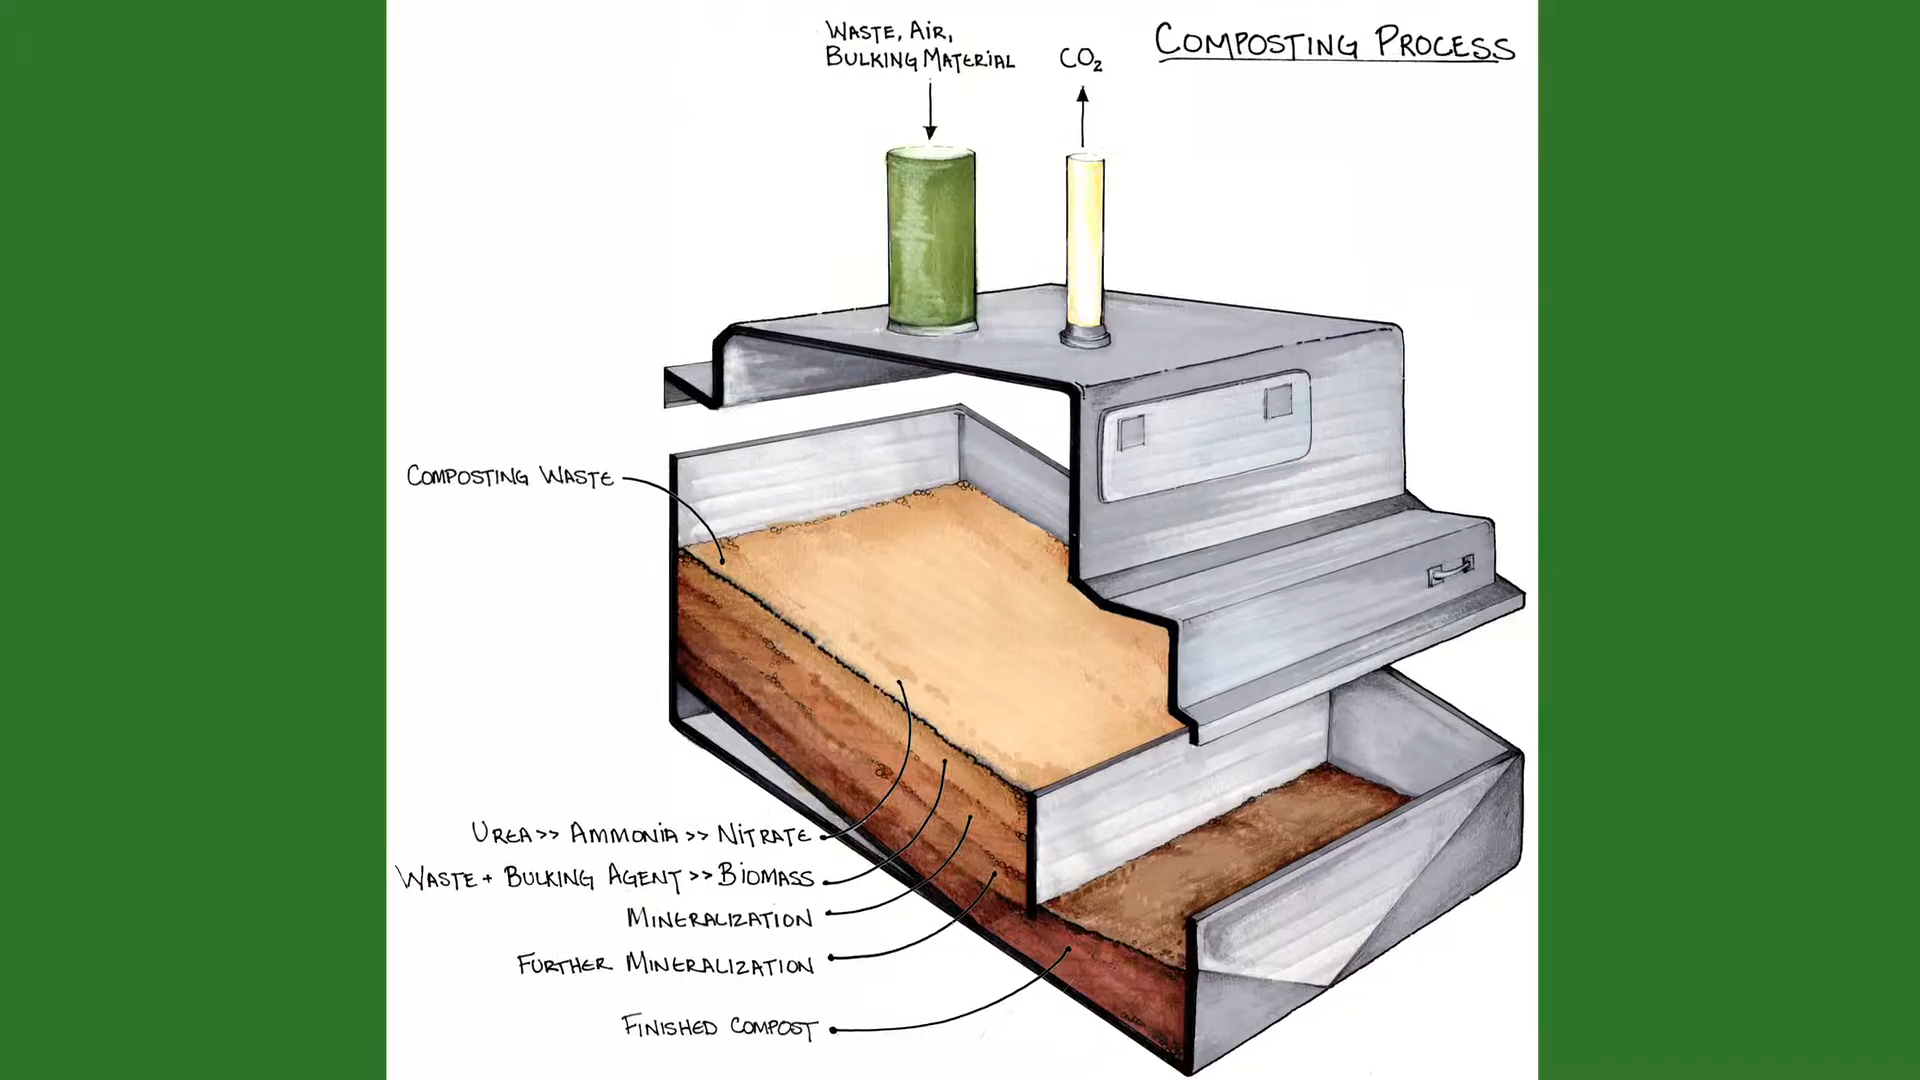 WASTE, AIR,
BULKING MATERIAL
CO₂
COMPOSTING PROCESS
COMPOSTING WASTE
UREA >> AMMONIA >> NITRATE
WASTE + BULKING AGENT >> BIOMASS
MINERALIZATION
FURTHER MINERALIZATION
FINISHED COMPOST